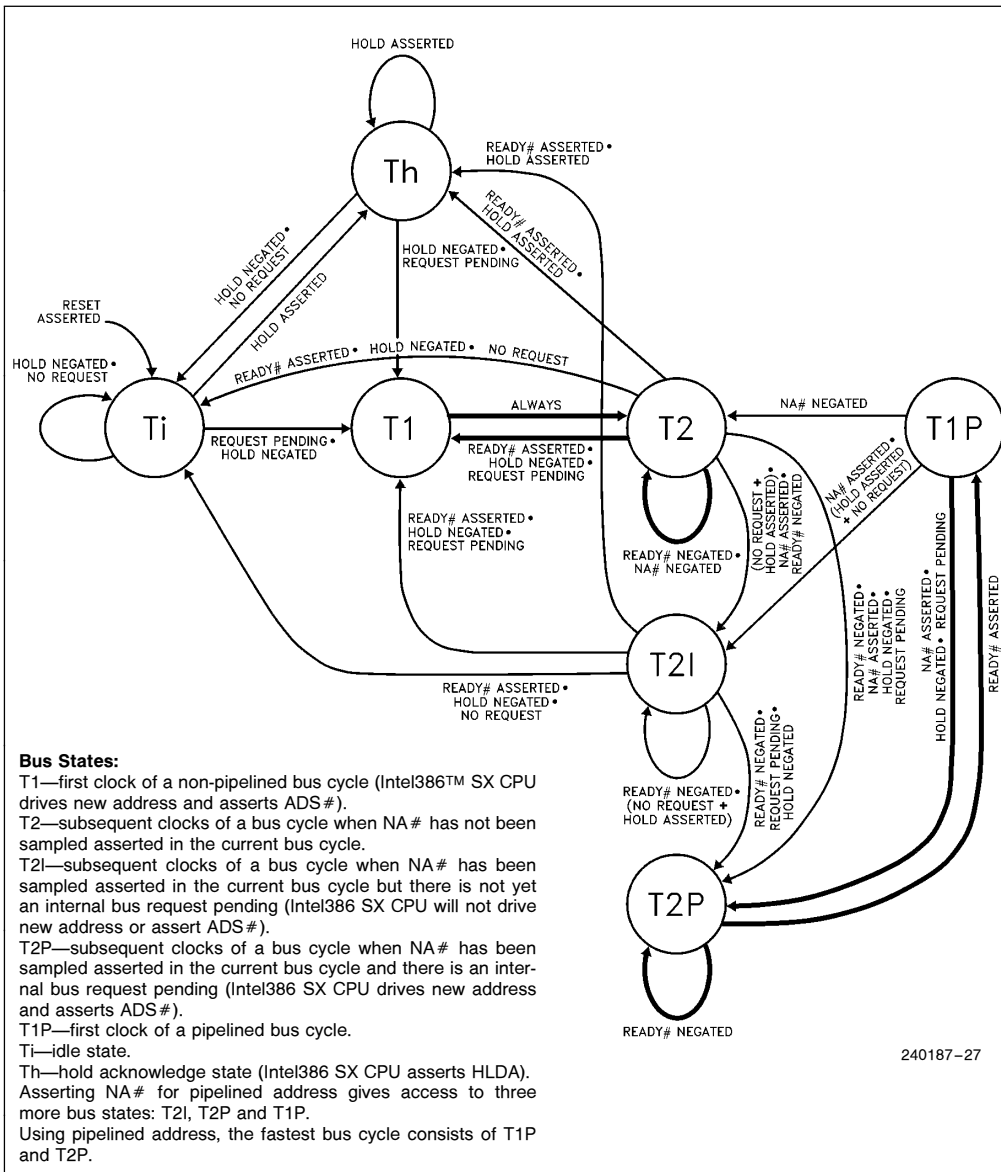 HOLD ASSERTED
Th
READY# ASSERTED•
HOLD ASSERTED
READY# ASSERTED•
HOLD ASSERTED
HOLD NEGATED•
NO REQUEST
HOLD ASSERTED
HOLD NEGATED•
REQUEST PENDING
RESET
ASSERTED
HOLD NEGATED•
NO REQUEST
READY# ASSERTED• HOLD NEGATED• NO REQUEST
Ti
REQUEST PENDING•
HOLD NEGATED
T1
ALWAYS
READY# ASSERTED•
HOLD NEGATED•
REQUEST PENDING
T2
NA# NEGATED
T1P
READY# NEGATED•
NA# NEGATED
(NO REQUEST +
HOLD ASSERTED)•
NA# ASSERTED•
READY# NEGATED
NA# ASSERTED•
(HOLD ASSERTED
+ NO REQUEST)
READY# ASSERTED•
HOLD NEGATED•
REQUEST PENDING
READY# NEGATED•
NA# ASSERTED•
HOLD NEGATED•
REQUEST PENDING
NA# ASSERTED•
HOLD NEGATED• REQUEST PENDING
READY# ASSERTED
T2I
READY# ASSERTED•
HOLD NEGATED•
NO REQUEST
READY# NEGATED•
(NO REQUEST +
HOLD ASSERTED)
READY# NEGATED•
REQUEST PENDING•
HOLD NEGATED
T2P
READY# NEGATED
Bus States:
T1—first clock of a non-pipelined bus cycle (Intel386™ SX CPU
drives new address and asserts ADS#).
T2—subsequent clocks of a bus cycle when NA# has not been
sampled asserted in the current bus cycle.
T2I—subsequent clocks of a bus cycle when NA# has been
sampled asserted in the current bus cycle but there is not yet
an internal bus request pending (Intel386 SX CPU will not drive
new address or assert ADS#).
T2P—subsequent clocks of a bus cycle when NA# has been
sampled asserted in the current bus cycle and there is an inter-
nal bus request pending (Intel386 SX CPU drives new address
and asserts ADS#).
T1P—first clock of a pipelined bus cycle.
Ti—idle state.
Th—hold acknowledge state (Intel386 SX CPU asserts HLDA).
Asserting NA# for pipelined address gives access to three
more bus states: T2I, T2P and T1P.
Using pipelined address, the fastest bus cycle consists of T1P
and T2P.
240187–27